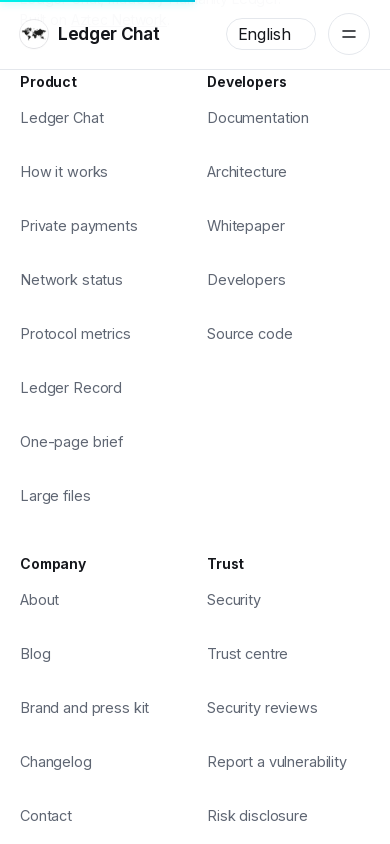 Ledger Chat
English
Product
Ledger Chat
How it works
Private payments
Network status
Protocol metrics
Ledger Record
One-page brief
Large files
Developers
Documentation
Architecture
Whitepaper
Developers
Source code
Company
About
Blog
Brand and press kit
Changelog
Contact
Trust
Security
Trust centre
Security reviews
Report a vulnerability
Risk disclosure